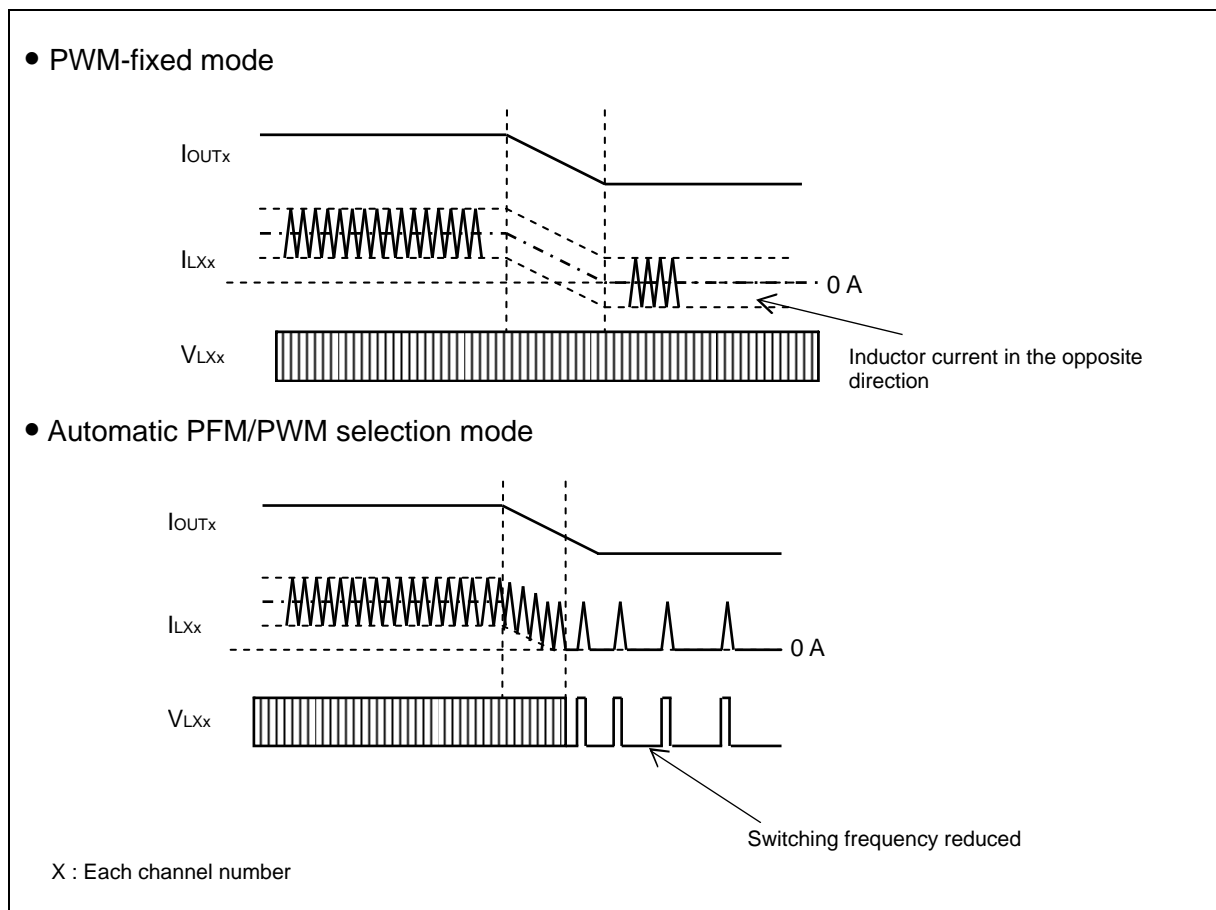 • PWM-fixed mode
IOUTx
ILXx
0 A
VLXx
Inductor current in the opposite
direction
• Automatic PFM/PWM selection mode
IOUTx
ILXx
0 A
VLXx
Switching frequency reduced
X : Each channel number